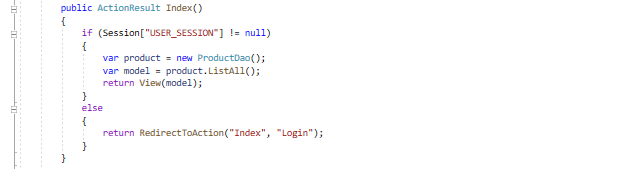 public ActionResult Index()
{
if (Session["USER_SESSION"] != null)
{
var product = new ProductDao();
var model = product.ListAll();
return View(model);
}
else
{
return RedirectToAction("Index", "Login");
}
}